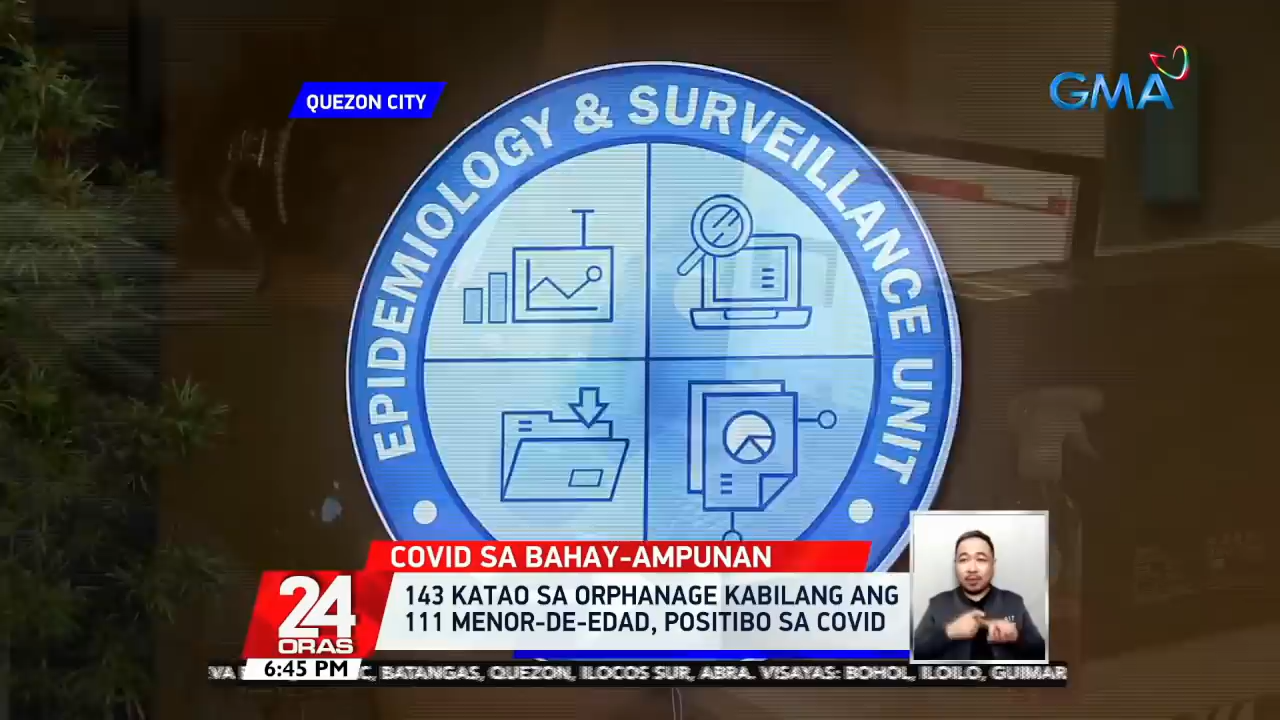 QUEZON CITY
GMA
EPIDEMIOLOGY & SURVEILLANCE UNIT
COVID SA BAHAY-AMPUNAN
24
ORAS
143 KATAO SA ORPHANAGE KABILANG ANG
111 MENOR-DE-EDAD, POSITIBO SA COVID
6:45 PM
BATANGAS, QUEZON, ILOCOS SUR, ABRA. VISAYAS: BOHOL, ILOILO,